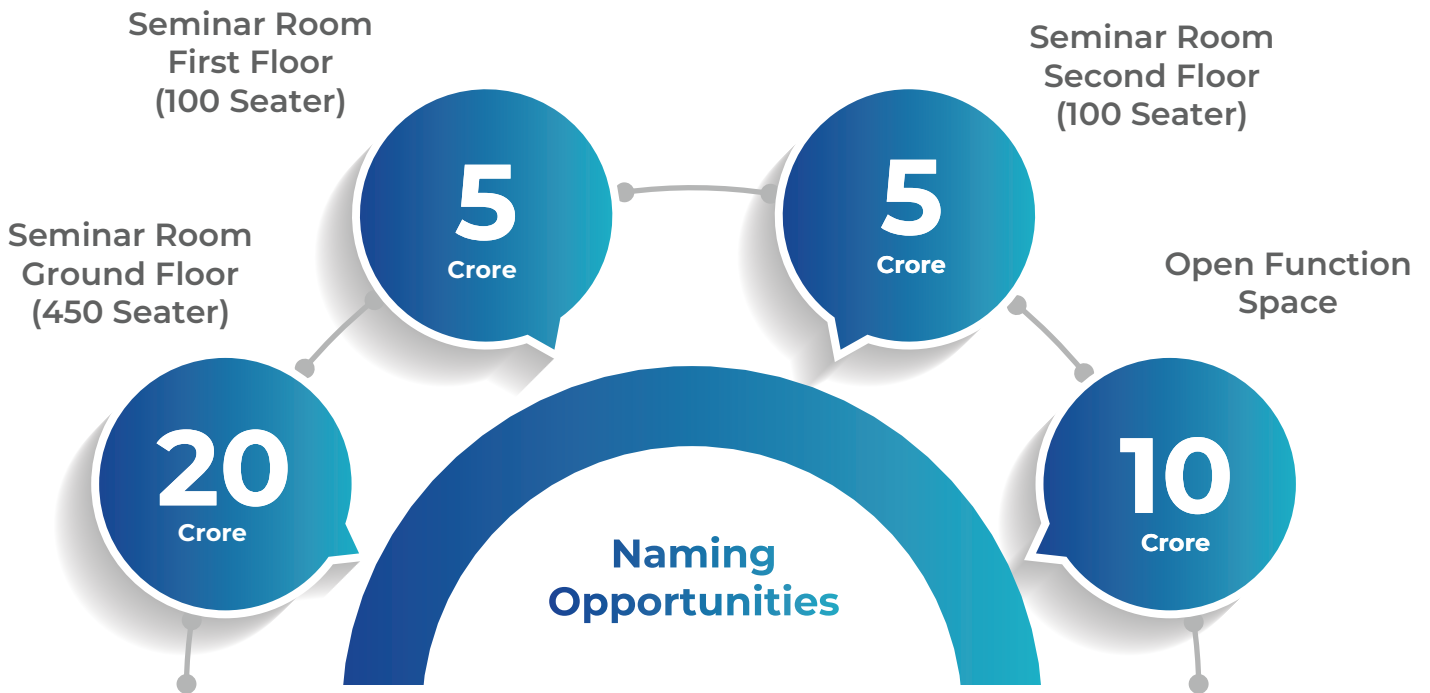 Seminar Room
First Floor
(100 Seater)
5
Crore
Seminar Room
Second Floor
(100 Seater)
5
Crore
Seminar Room
Ground Floor
(450 Seater)
20
Crore
Open Function
Space
10
Crore
Naming
Opportunities